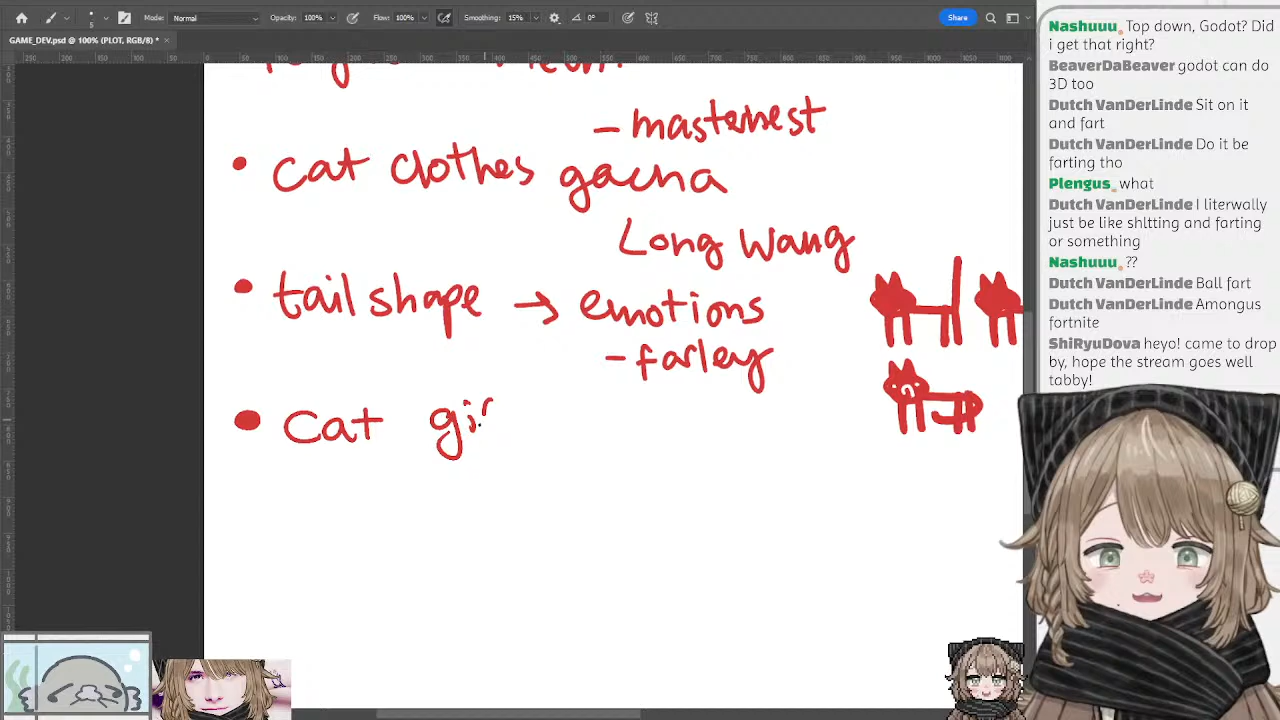 Mode: Normal Opacity: 100% Flow: 100% Smoothing: 15% 0° Share
5
GAME_DEV.psd @ 100% (PLOT, RGB/8) * ×
- masterbest
• cat clothes gacha
Long Wang
• tail shape → emotions
- farley
• Cat gir
Nashuuu Top down, Godot? Did
i get that right?
BeaverDaBeaver godot can do
3D too
Dutch VanDerLinde Sit on it
and fart
Dutch VanDerLinde Do it be
farting tho
Plengus what
Dutch VanDerLinde I literwally
just be like shltting and farting
or something
Nashuuu ??
Dutch VanDerLinde Ball fart
Dutch VanDerLinde Amongus
fortnite
ShiRyuDova heyo! came to drop
by, hope the stream goes well
tabby!